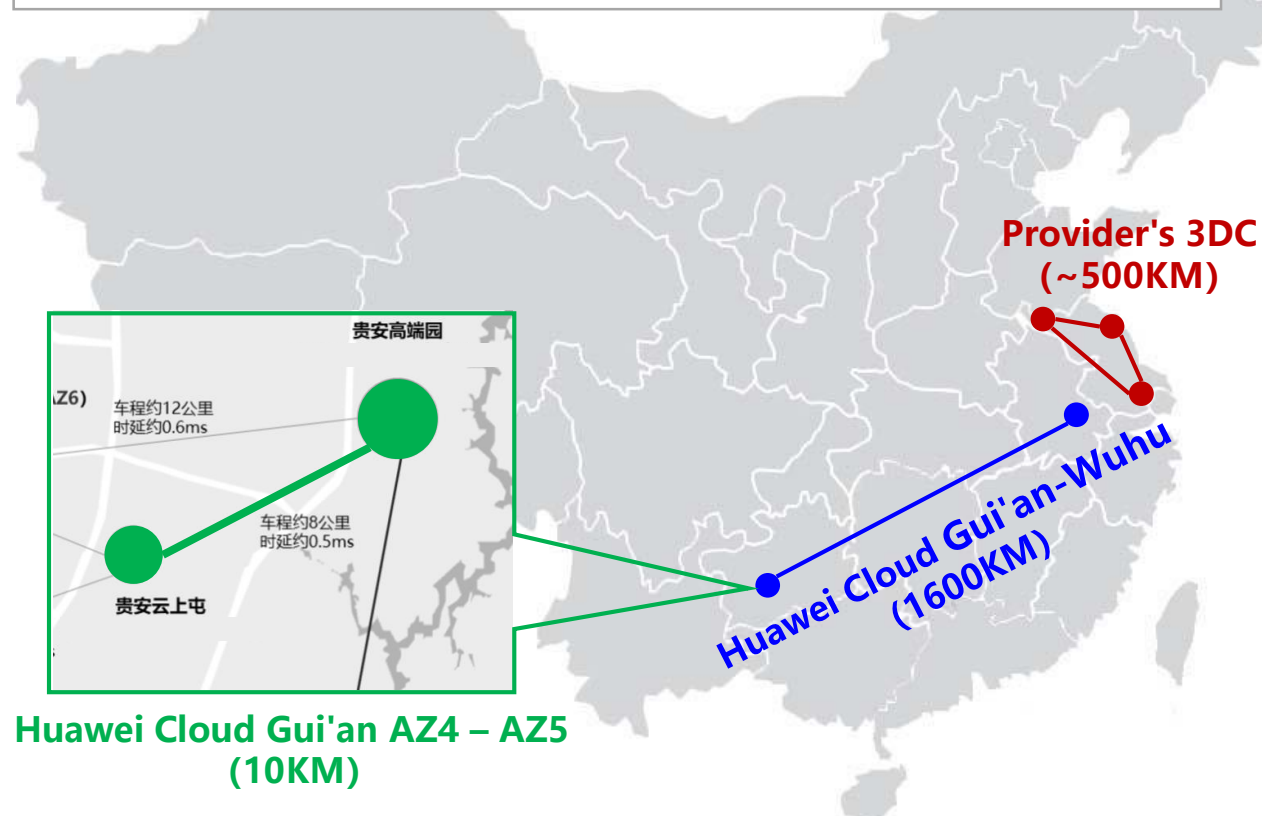 Provider's 3DC
(~500KM)
贵安高端园
AZ6)
车程约12公里
时延约0.6ms
车程约8公里
时延约0.5ms
贵安云上屯
Huawei Cloud Gui'an-Wuhu
(1600KM)
Huawei Cloud Gui'an AZ4 – AZ5
(10KM)